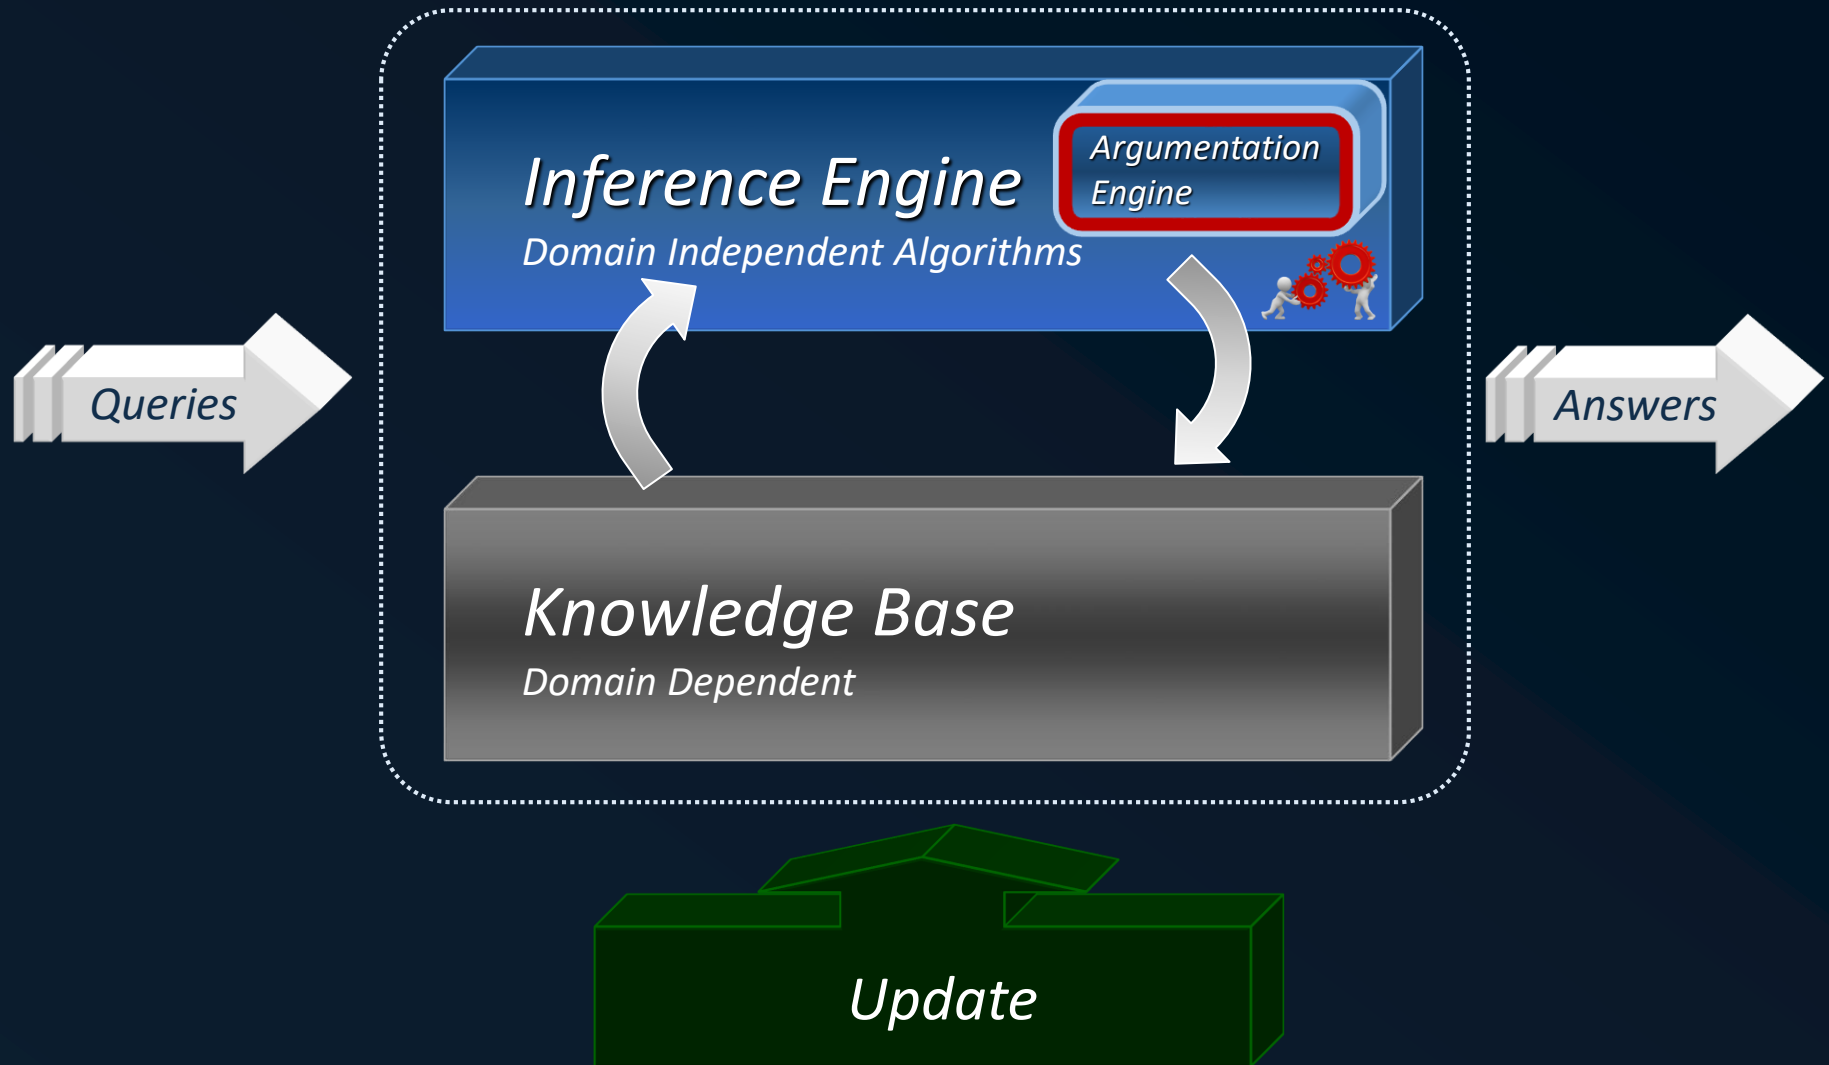 Inference Engine
Domain Independent Algorithms
Argumentation
Engine
Queries
Answers
Knowledge Base
Domain Dependent
Update